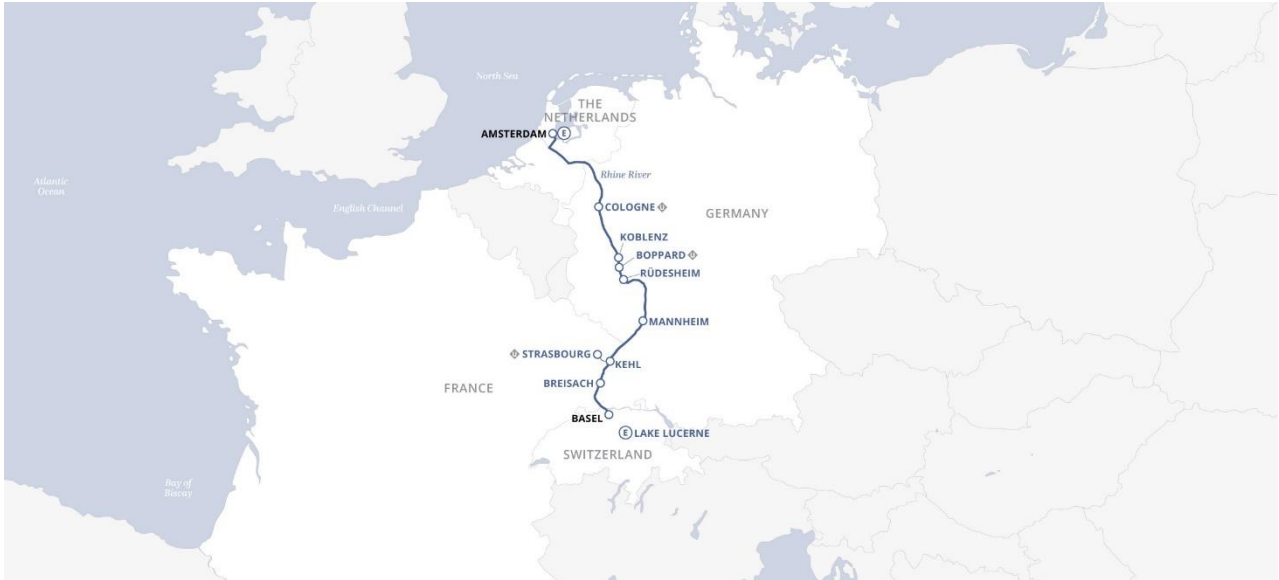 North Sea
THE
NETHERLANDS
AMSTERDAM E
Rhine River
Atlantic
Ocean
English Channel
COLOGNE U
GERMANY
KOBLENZ
BOPPARD U
RÜDESHEIM
MANNHEIM
U STRASBOURG
KEHL
FRANCE
BREISACH
BASEL
E LAKE LUCERNE
SWITZERLAND
Bay of
Biscay